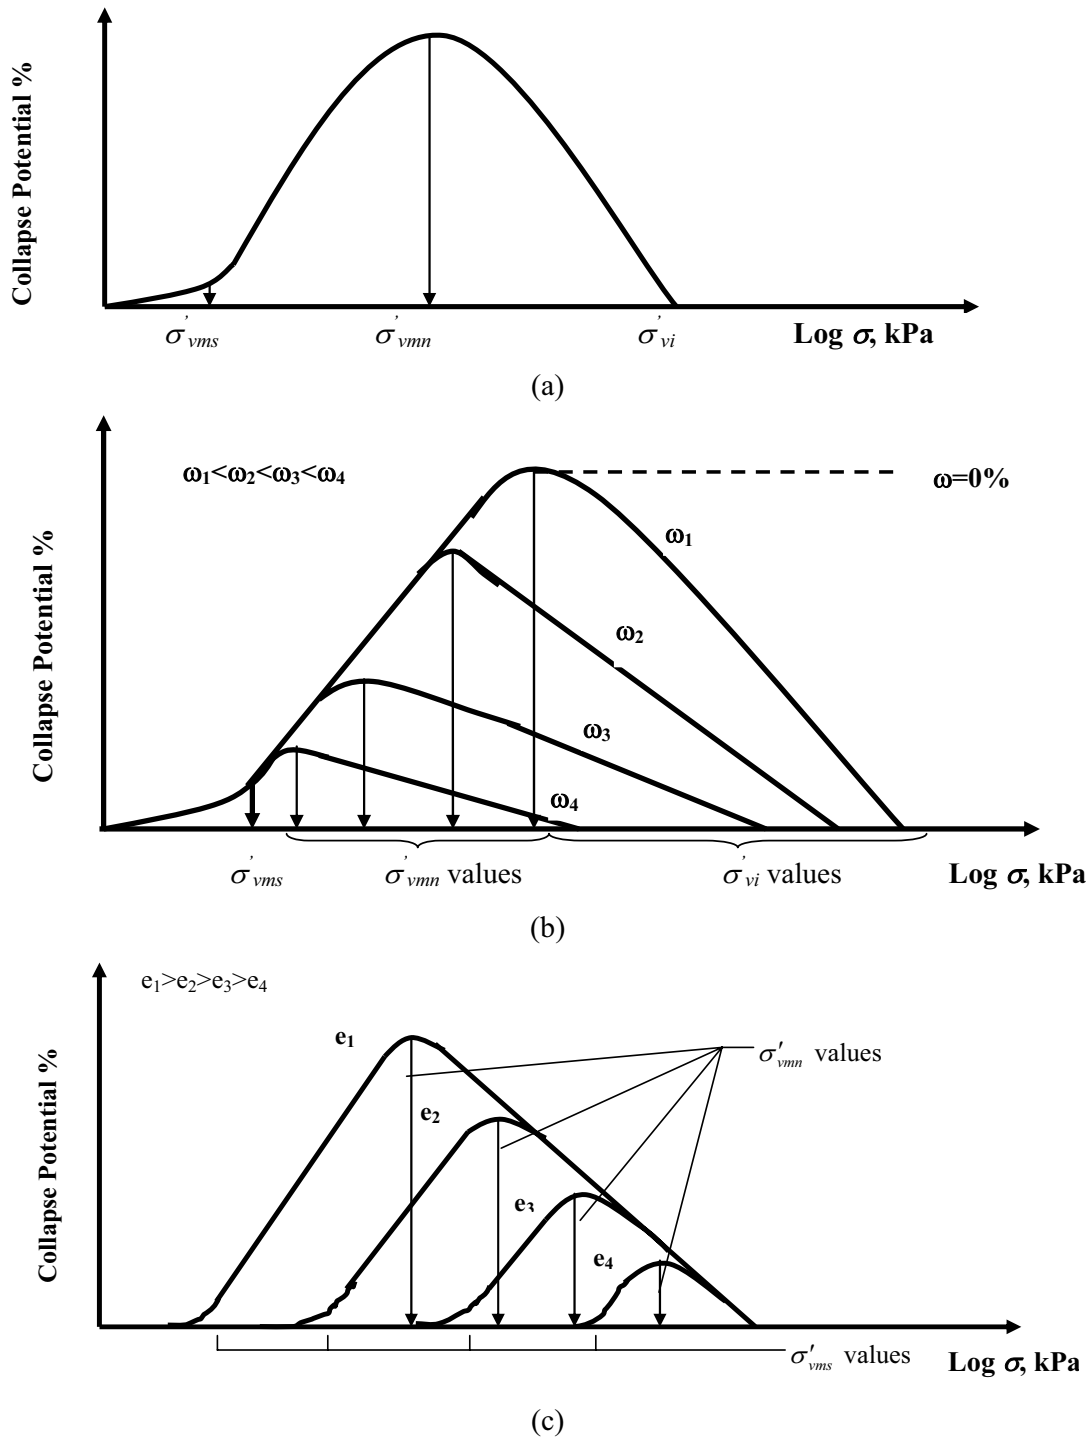 Collapse Potential %
σ'vms
σ'vmn
σ'vi
Log σ, kPa
(a)
ω1<ω2<ω3<ω4
ω=0%
ω1
ω2
ω3
ω4
Collapse Potential %
σ'vms
σ'vmn values
σ'vi values
Log σ, kPa
(b)
e1>e2>e3>e4
e1
e2
e3
e4
σ'vmn values
Collapse Potential %
σ'vms values
Log σ, kPa
(c)